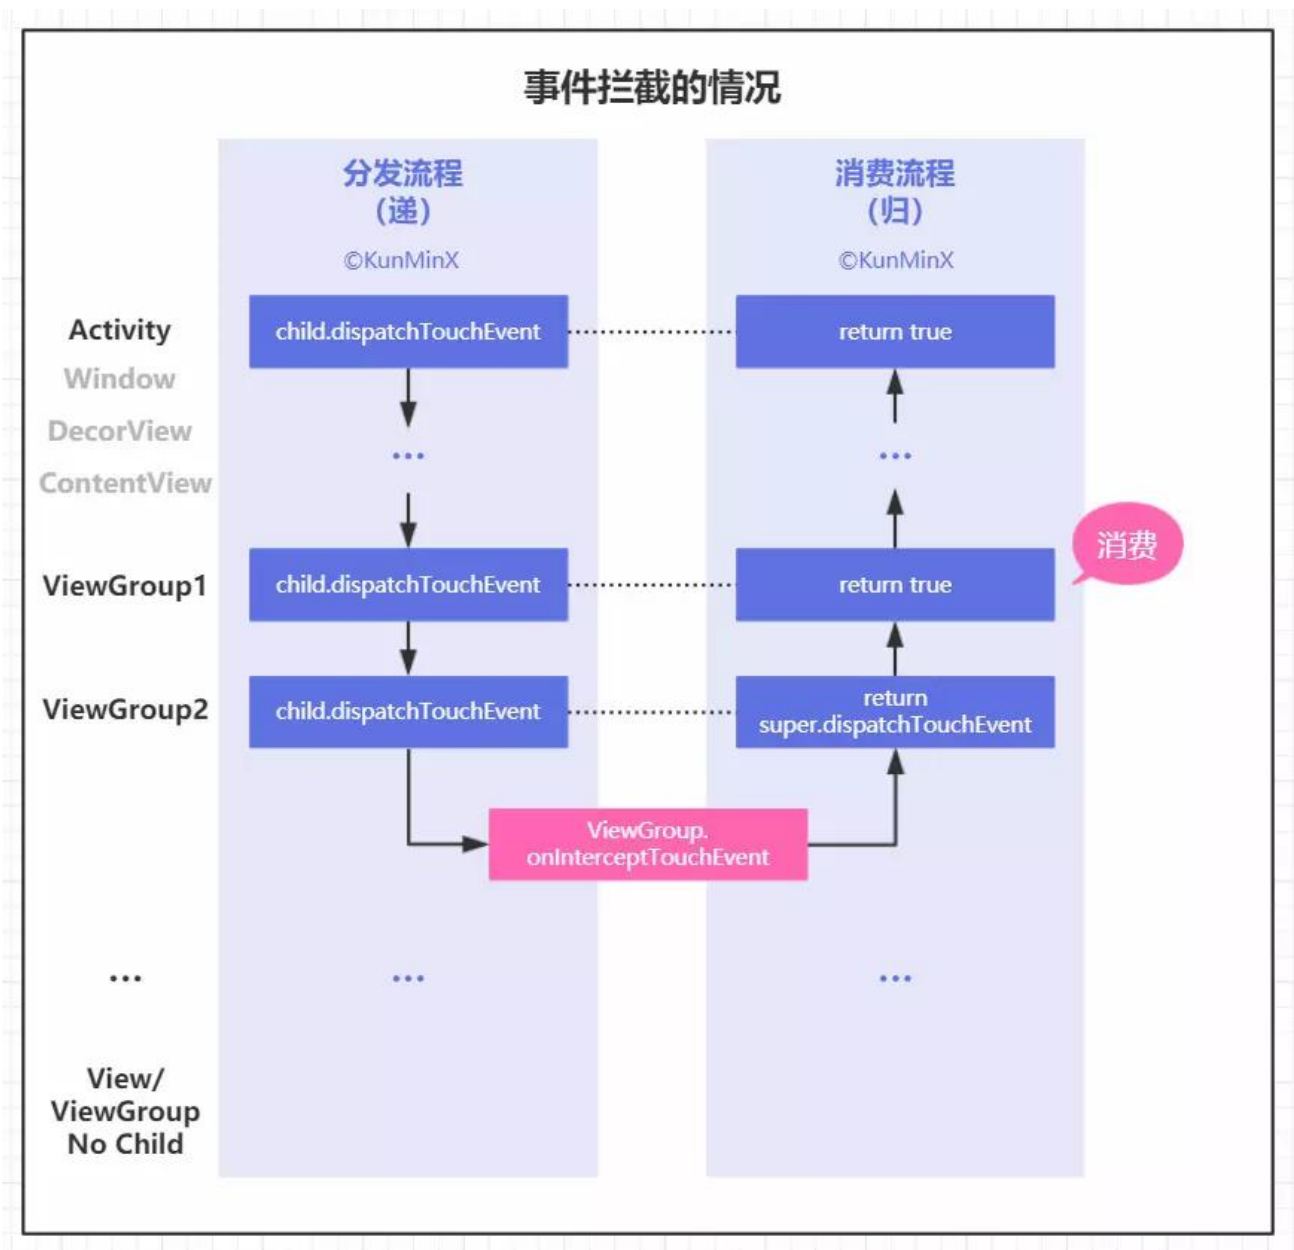 事件拦截的情况
分发流程
（递）
©KunMinX
消费流程
（归）
©KunMinX
Activity
child.dispatchTouchEvent
return true
Window
DecorView
...
...
ContentView
消费
ViewGroup1
child.dispatchTouchEvent
return true
ViewGroup2
child.dispatchTouchEvent
return
super.dispatchTouchEvent
ViewGroup.
onInterceptTouchEvent
...
...
...
View/
ViewGroup
No Child